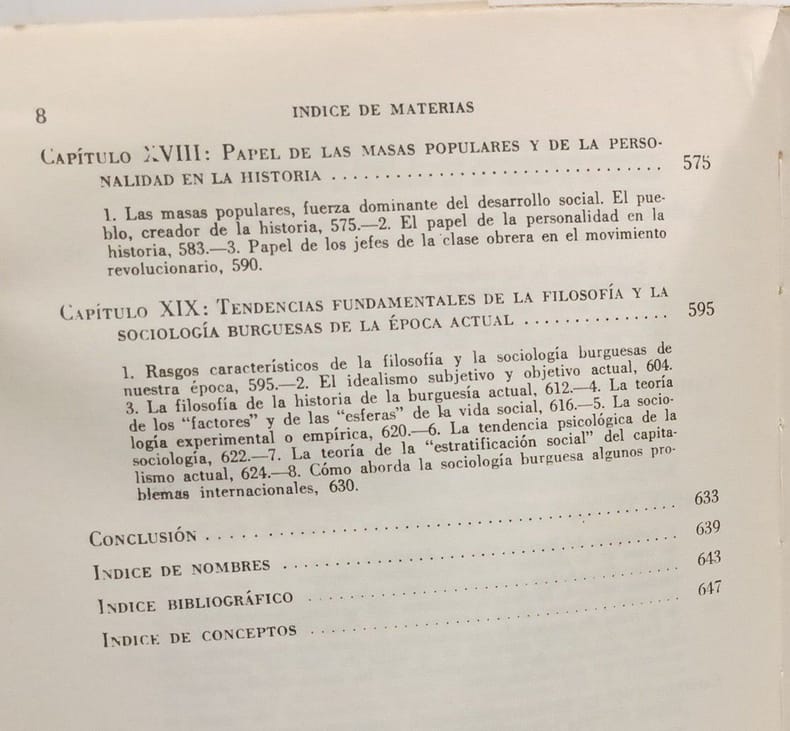 8
INDICE DE MATERIAS
CAPÍTULO XVIII: PAPEL DE LAS MASAS POPULARES Y DE LA PERSO-
NALIDAD EN LA HISTORIA . . . . . . . . . . . . . . . . . . . . . . . . . . . . . . . 575
1. Las masas populares, fuerza dominante del desarrollo social. El pue-
blo, creador de la historia, 575.—2. El papel de la personalidad en la
historia, 583.—3. Papel de los jefes de la clase obrera en el movimiento
revolucionario, 590.
CAPÍTULO XIX: TENDENCIAS FUNDAMENTALES DE LA FILOSOFÍA Y LA
SOCIOLOGÍA BURGUESAS DE LA ÉPOCA ACTUAL . . . . . . . . . . . . . . 595
1. Rasgos característicos de la filosofía y la sociología burguesas de
nuestra época, 595.—2. El idealismo subjetivo y objetivo actual, 604.
3. La filosofía de la historia de la burguesía actual, 612.—4. La teoría
de los "factores" y de las "esferas" de la vida social, 616.—5. La socio-
logía experimental o empírica, 620.—6. La tendencia psicológica de la
sociología, 622.—7. La teoría de la "estratificación social" del capita-
lismo actual, 624.—8. Cómo aborda la sociología burguesa algunos pro-
blemas internacionales, 630.
CONCLUSIÓN . . . . . . . . . . . . . . . . . . . . . . . . . . . . . . . . . . . . . . . . . 633
INDICE DE NOMBRES . . . . . . . . . . . . . . . . . . . . . . . . . . . . . . . . . . 639
INDICE BIBLIOGRÁFICO . . . . . . . . . . . . . . . . . . . . . . . . . . . . . . . . 643
INDICE DE CONCEPTOS . . . . . . . . . . . . . . . . . . . . . . . . . . . . . . . . 647